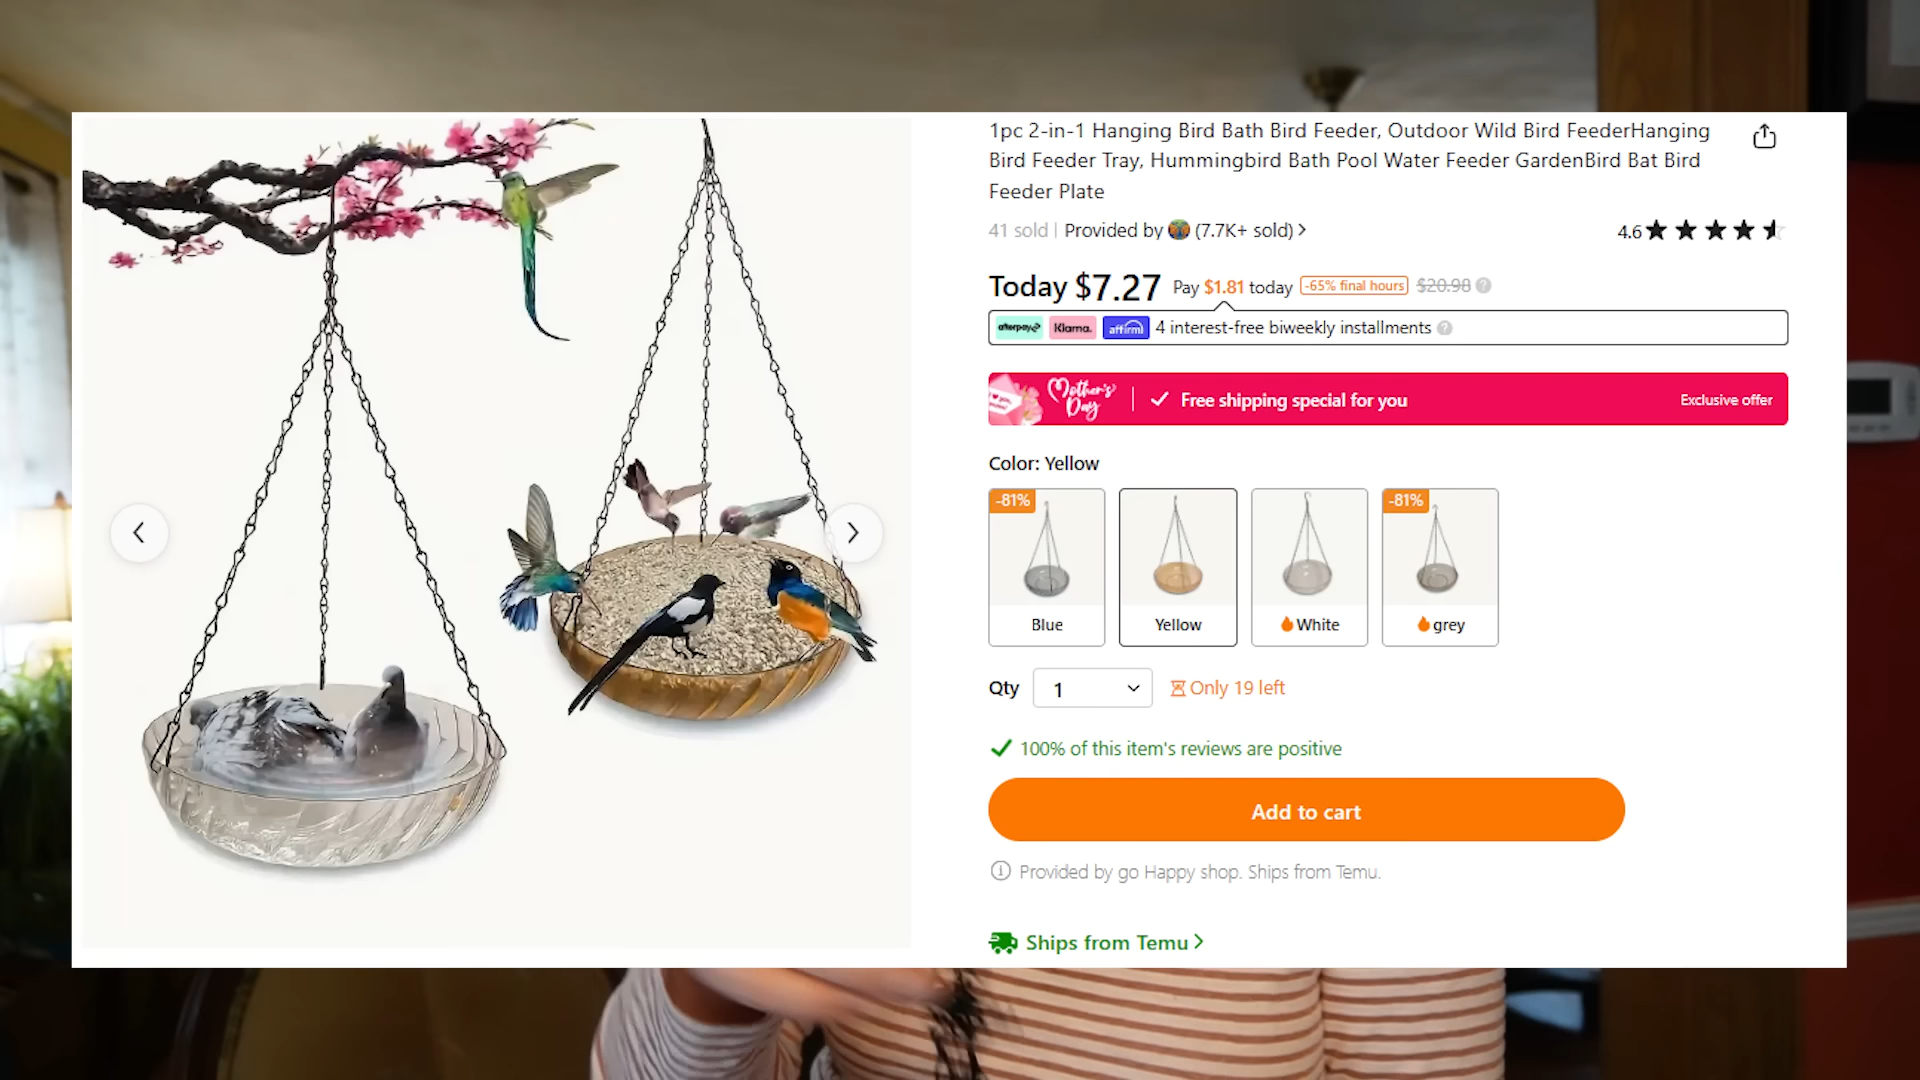 1pc 2-in-1 Hanging Bird Bath Bird Feeder, Outdoor Wild Bird FeederHanging
Bird Feeder Tray, Hummingbird Bath Pool Water Feeder GardenBird Bat Bird
Feeder Plate
41 sold | Provided by (7.7K+ sold) >
4.6
Today $7.27 Pay $1.81 today -65% final hours $20.98 ?
afterpay Klarna. affirm 4 interest-free biweekly installments ?
Mother's Day Free shipping special for you Exclusive offer
Color: Yellow
-81% -81%
Blue Yellow White grey
Qty 1 Only 19 left
100% of this item's reviews are positive
Add to cart
Provided by go Happy shop. Ships from Temu.
Ships from Temu >